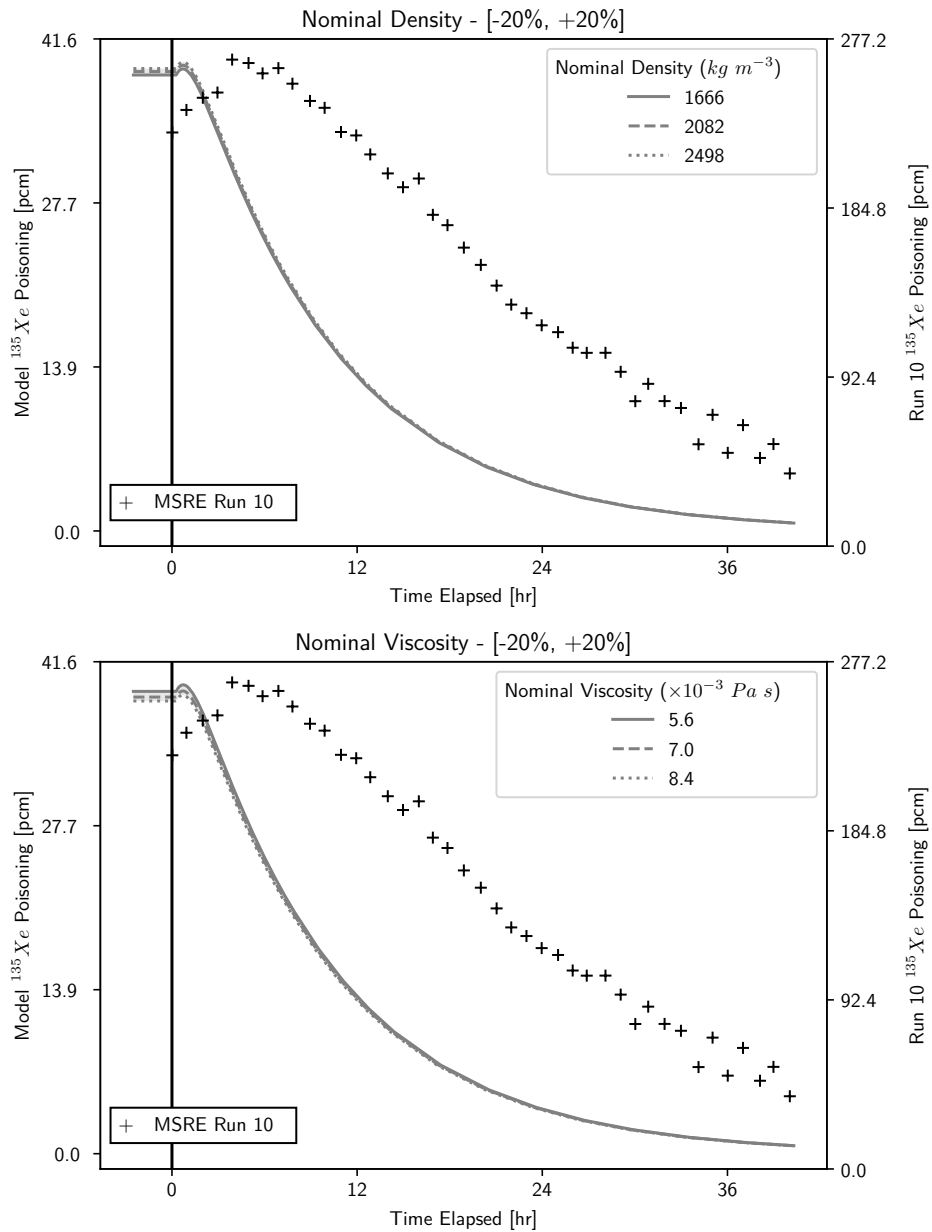 Nominal Density - [-20%, +20%]
41.6
27.7
13.9
0.0
Model ¹³⁵Xe Poisoning [pcm]
277.2
184.8
92.4
0.0
Run 10 ¹³⁵Xe Poisoning [pcm]
Nominal Density (kg m⁻³)
1666
2082
2498
MSRE Run 10
0
12
24
36
Time Elapsed [hr]
Nominal Viscosity - [-20%, +20%]
41.6
27.7
13.9
0.0
Model ¹³⁵Xe Poisoning [pcm]
277.2
184.8
92.4
0.0
Run 10 ¹³⁵Xe Poisoning [pcm]
Nominal Viscosity (×10⁻³ Pa s)
5.6
7.0
8.4
MSRE Run 10
0
12
24
36
Time Elapsed [hr]